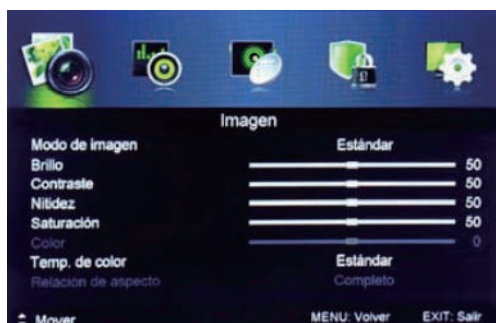 Imagen
Modo de imagen Estándar
Brillo 50
Contraste 50
Nitidez 50
Saturación 50
Color 0
Temp. de color Estándar
Relación de aspecto Completo
Mover MENU: Volver EXIT: Salir